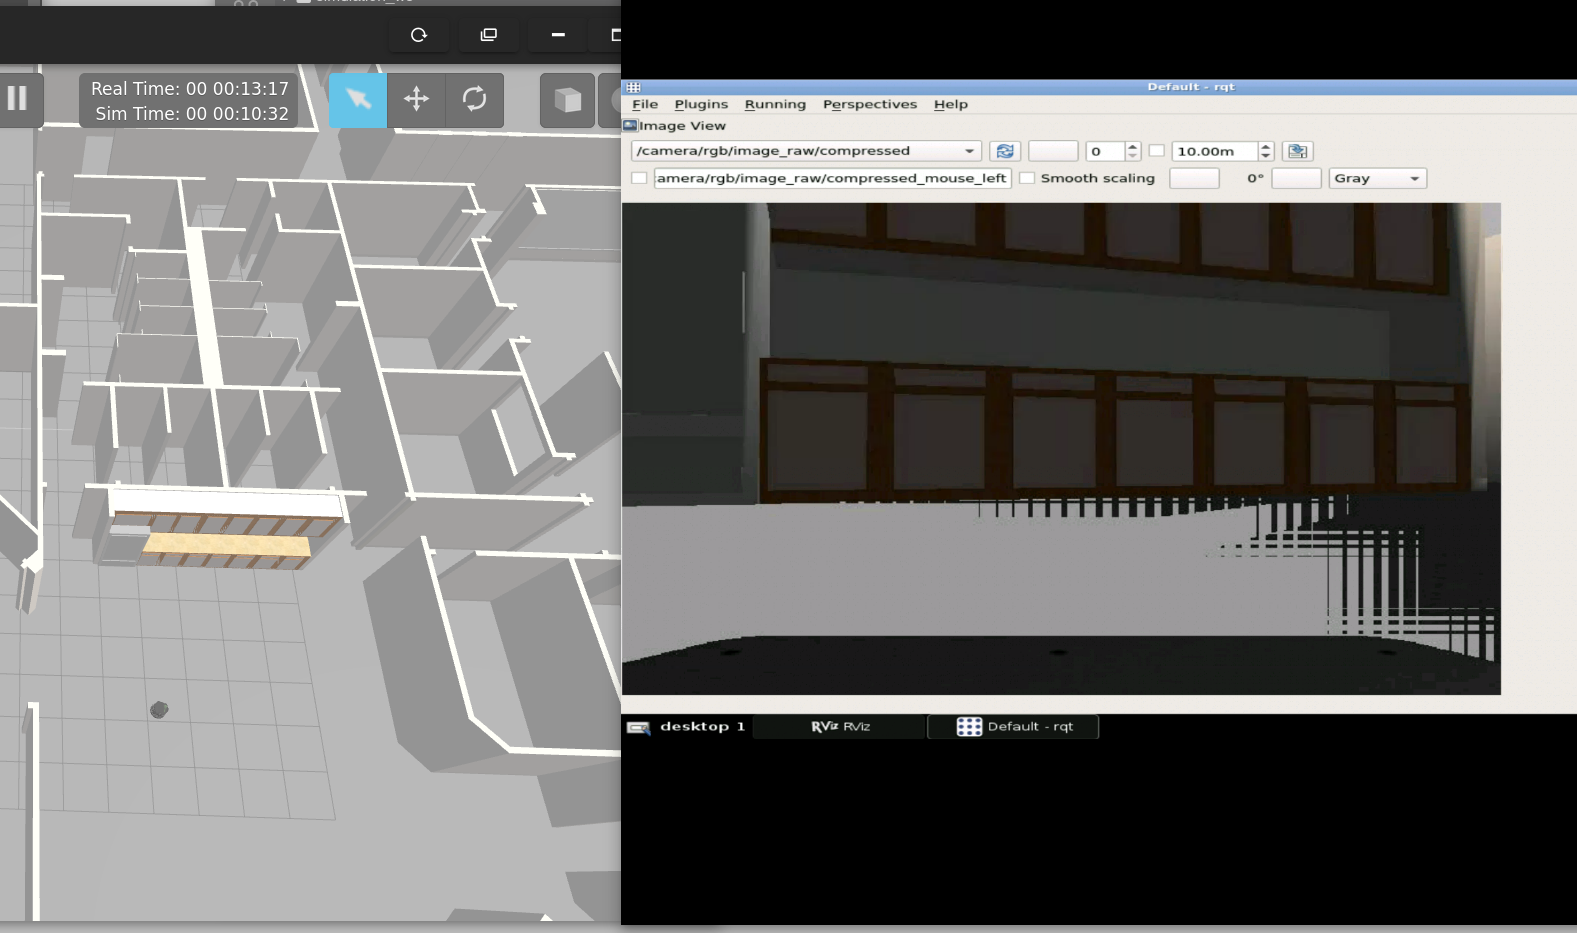 Real Time: 00 00:13:17
Sim Time: 00 00:10:32
Default - rqt
File Plugins Running Perspectives Help
Image View
/camera/rgb/image_raw/compressed 0 10.00m
amera/rgb/image_raw/compressed_mouse_left Smooth scaling 0° Gray
desktop 1 RViz RViz Default - rqt